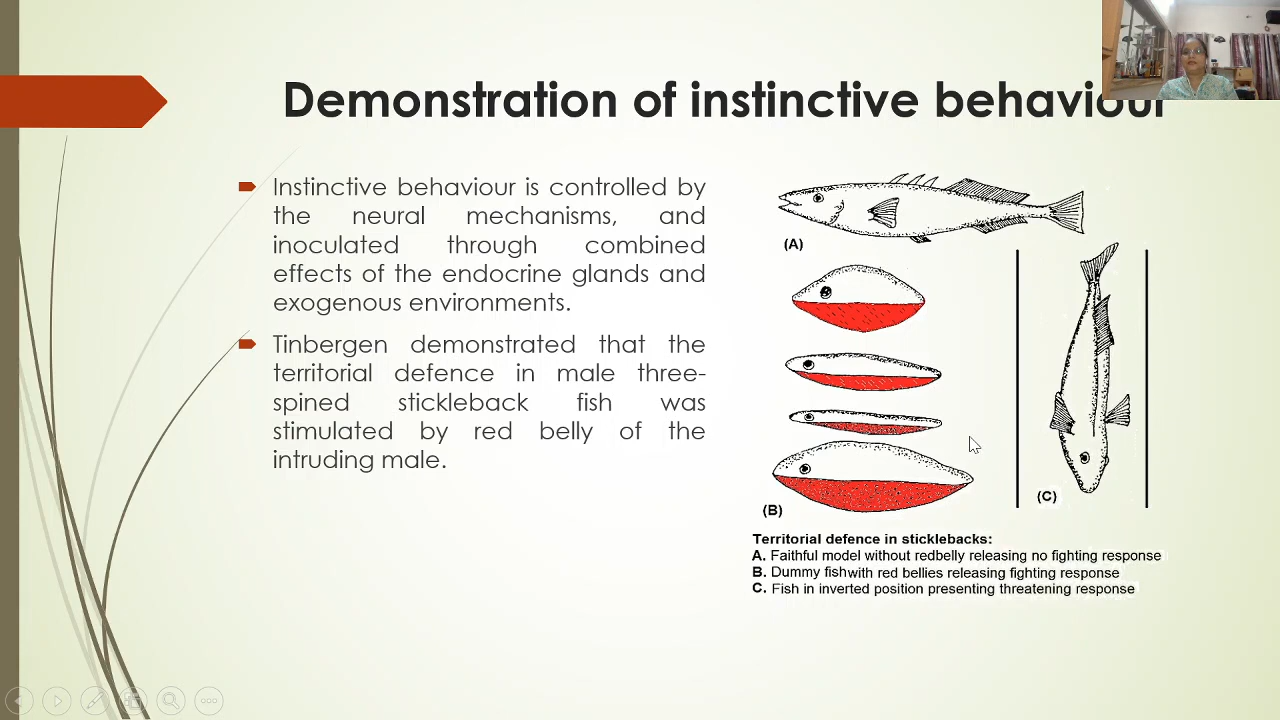 Demonstration of instinctive behaviour
Instinctive behaviour is controlled by
the neural mechanisms, and
inoculated through combined
effects of the endocrine glands and
exogenous environments.
Tinbergen demonstrated that the
territorial defence in male three-
spined stickleback fish was
stimulated by red belly of the
intruding male.
(A)
(B)
(C)
Territorial defence in sticklebacks:
A. Faithful model without redbelly releasing no fighting response
B. Dummy fish with red bellies releasing fighting response
C. Fish in inverted position presenting threatening response